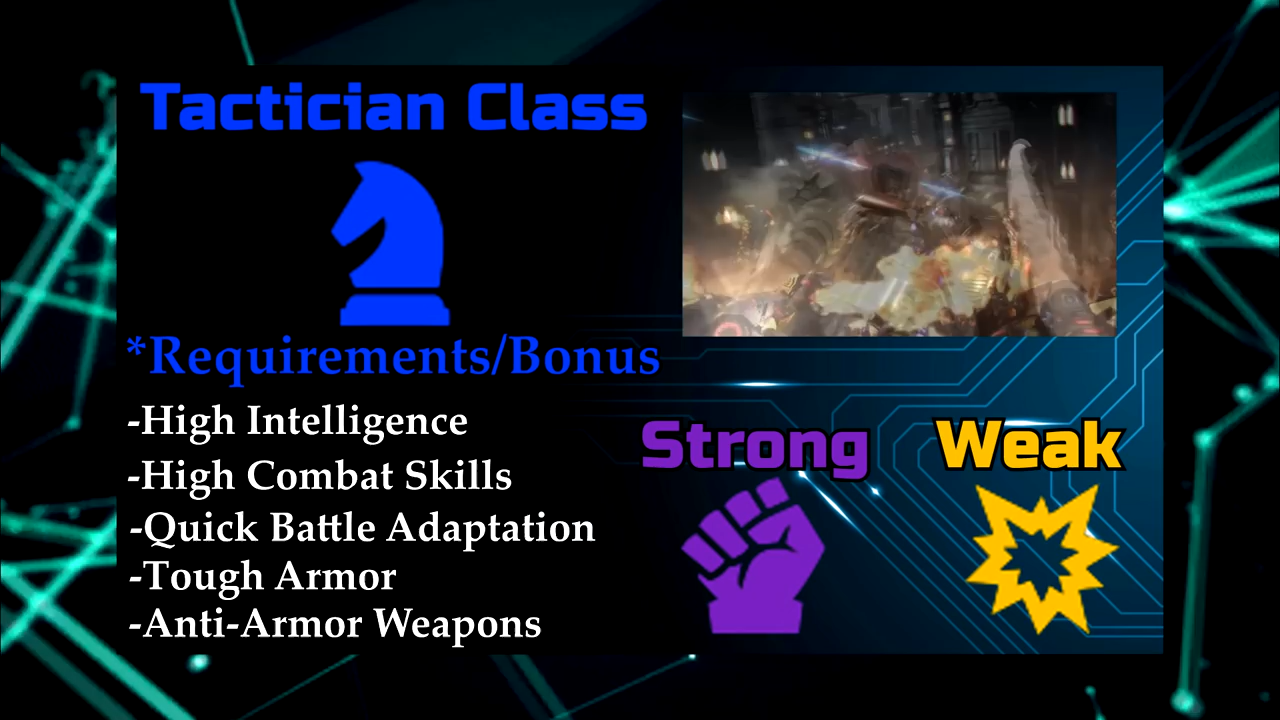 Tactician Class
*Requirements/Bonus
-High Intelligence
-High Combat Skills
-Quick Battle Adaptation
-Tough Armor
-Anti-Armor Weapons
Strong
Weak